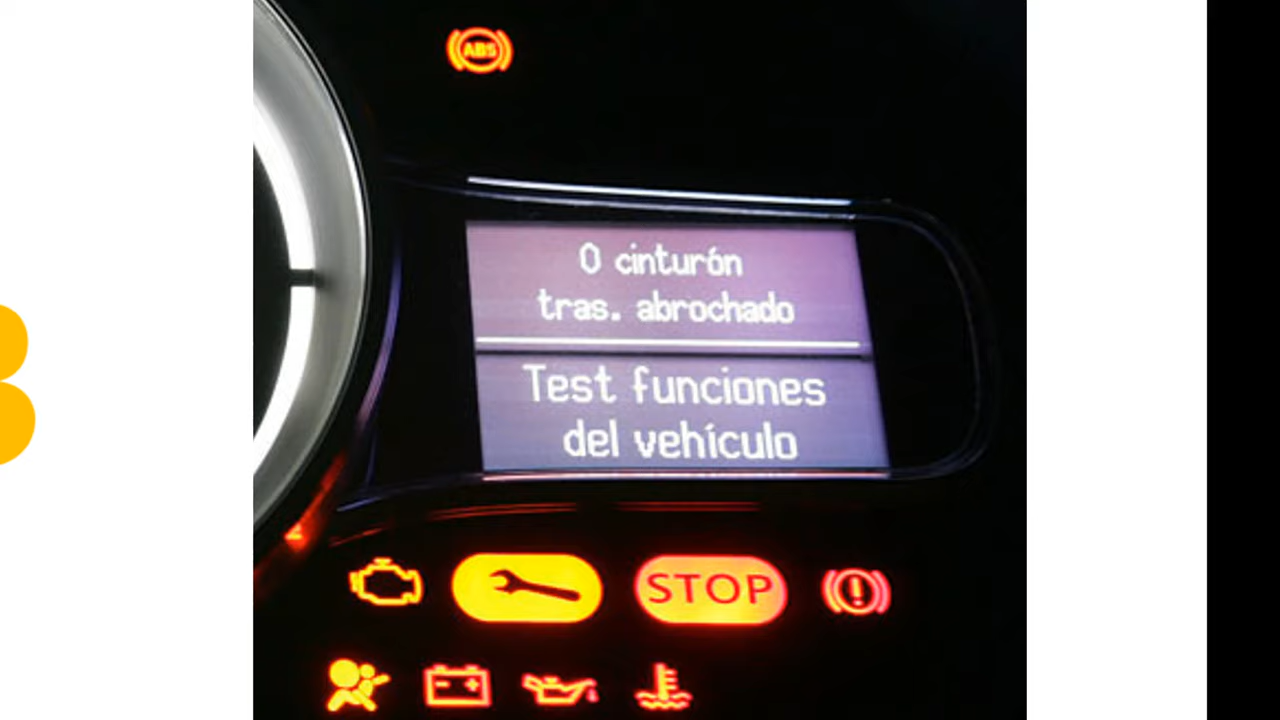 ABS
0 cinturón
tras. abrochado
Test funciones
del vehículo
STOP